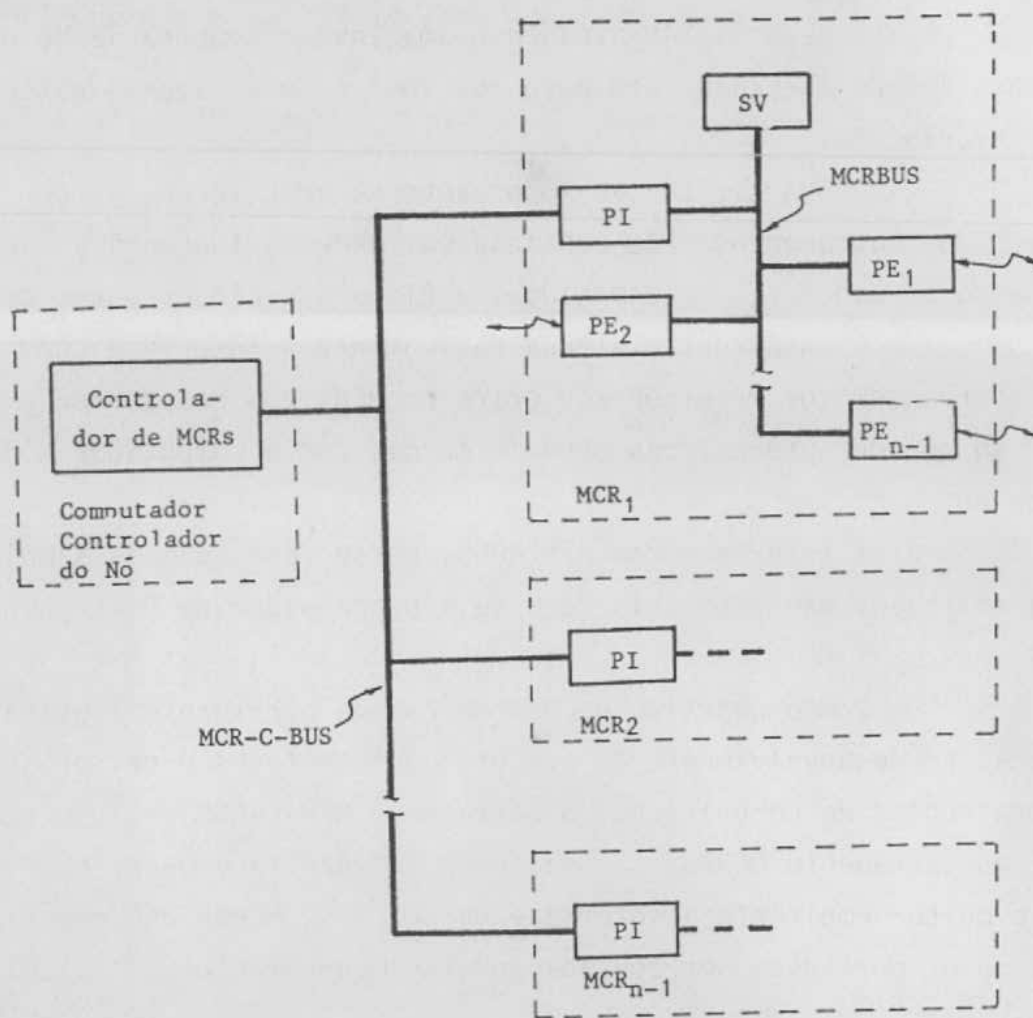 SV
MCRBUS
PI
PE₁
PE₂
Controla-
dor de MCRs
PEₙ₋₁
MCR₁
Comutador
Controlador
do Nó
PI
MCR-C-BUS
MCR2
PI
MCRₙ₋₁